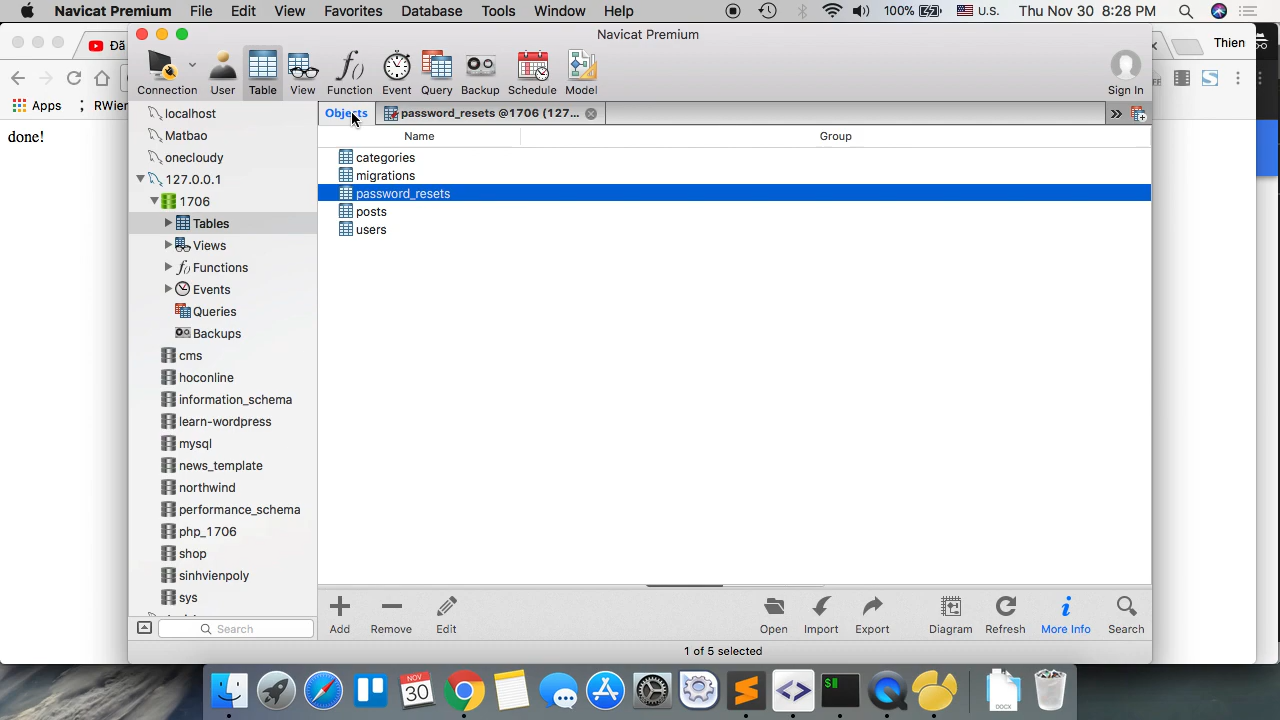 Navicat Premium File Edit View Favorites Database Tools Window Help 100% U.S. Thu Nov 30 8:28 PM
Navicat Premium
Thien
Connection User Table View Function Event Query Backup Schedule Model Sign In
Apps RWier
done!
localhost
Matbao
onecloudy
127.0.0.1
1706
Tables
Views
Functions
Events
Queries
Backups
cms
hoconline
information_schema
learn-wordpress
mysql
news_template
northwind
performance_schema
php_1706
shop
sinhvienpoly
sys
Search
Objects password_resets @1706 (127...
Name Group
categories
migrations
password_resets
posts
users
Add Remove Edit Open Import Export Diagram Refresh More Info Search
1 of 5 selected
NOV
30
DOCX